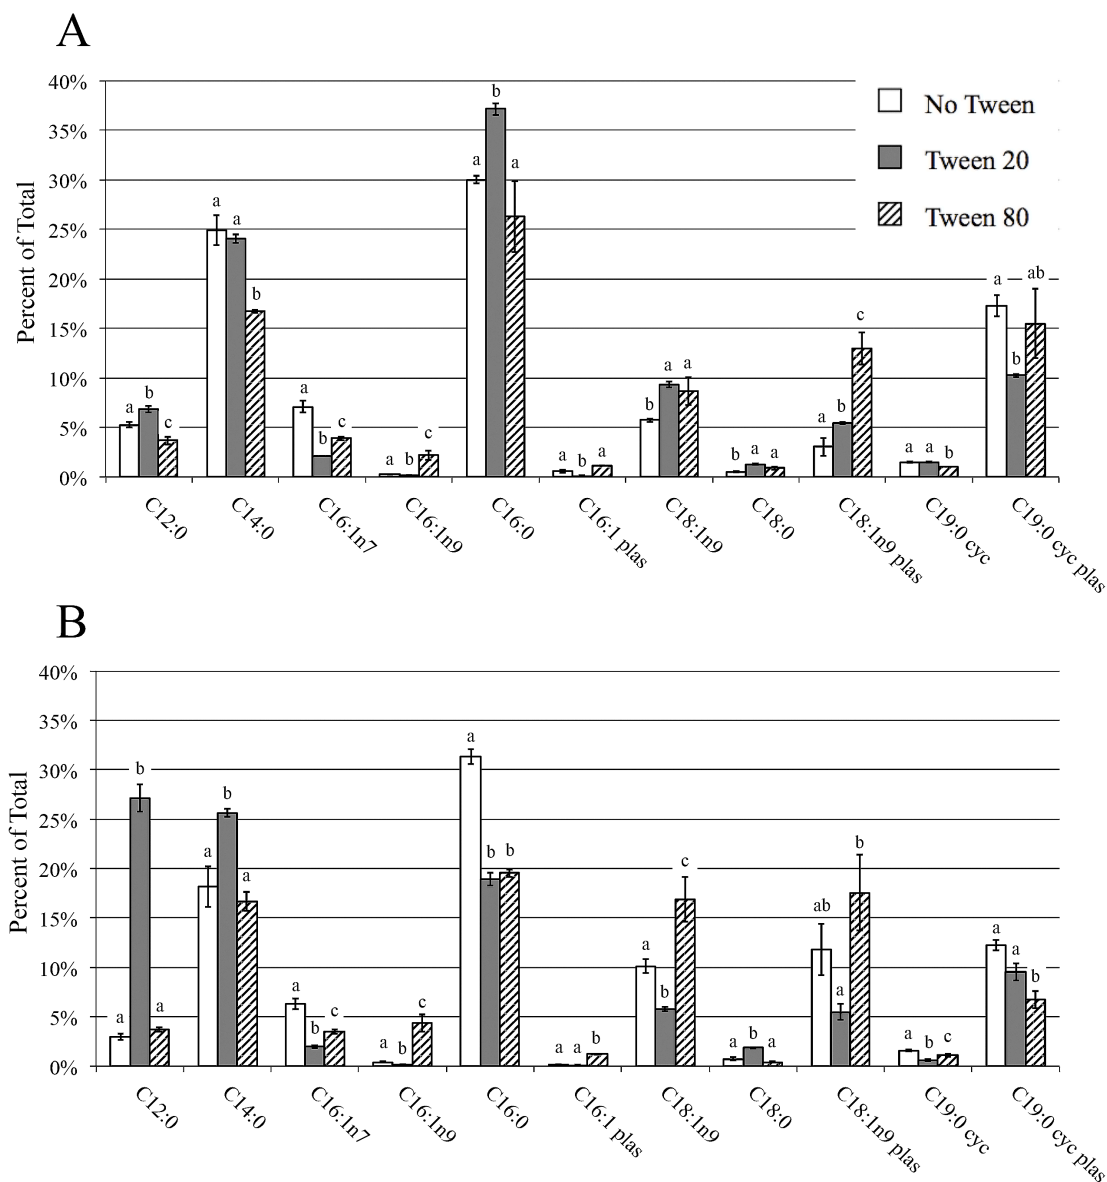 A
40%
35%
30%
25%
20%
15%
10%
5%
0%
Percent of Total
No Tween
Tween 20
Tween 80
a b c
a a b
a b c
a b c
a b a
a b a
b a a
b a a
a b c
a a b
a b ab
C12:0
C14:0
C16:1n7
C16:1n9
C16:0
C16:1 plas
C18:1n9
C18:0
C18:1n9 plas
C19:0 cyc
C19:0 cyc plas
B
40%
35%
30%
25%
20%
15%
10%
5%
0%
Percent of Total
a b a
a b a
a b c
a b c
a b b
a a b
a b c
a b a
ab a b
a b c
a a b
C12:0
C14:0
C16:1n7
C16:1n9
C16:0
C16:1 plas
C18:1n9
C18:0
C18:1n9 plas
C19:0 cyc
C19:0 cyc plas